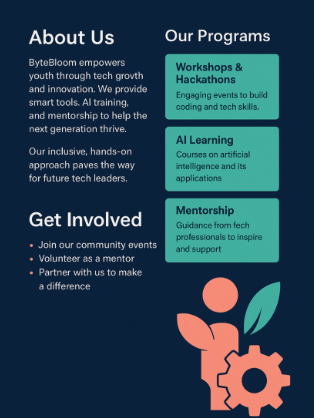 About Us
ByteBloom empowers
youth through tech grovth
and innovation. We provide
smart tools. AI training,
and mentorship to help the
next generation thrive.
Our inclusive, hands-on
approach paves the way
for future tech leaders.
Get Involved
• Join our community events
• Volunteer as a mentor
• Partner with us to make
a difference
Our Programs
Workshops &
Hackathons
Engaging events to build
coding and tech skills.
AI Learning
Courses on artificial
intelligence and its
applications
Mentorship
Guidance from fech
professionals to inspire
and support